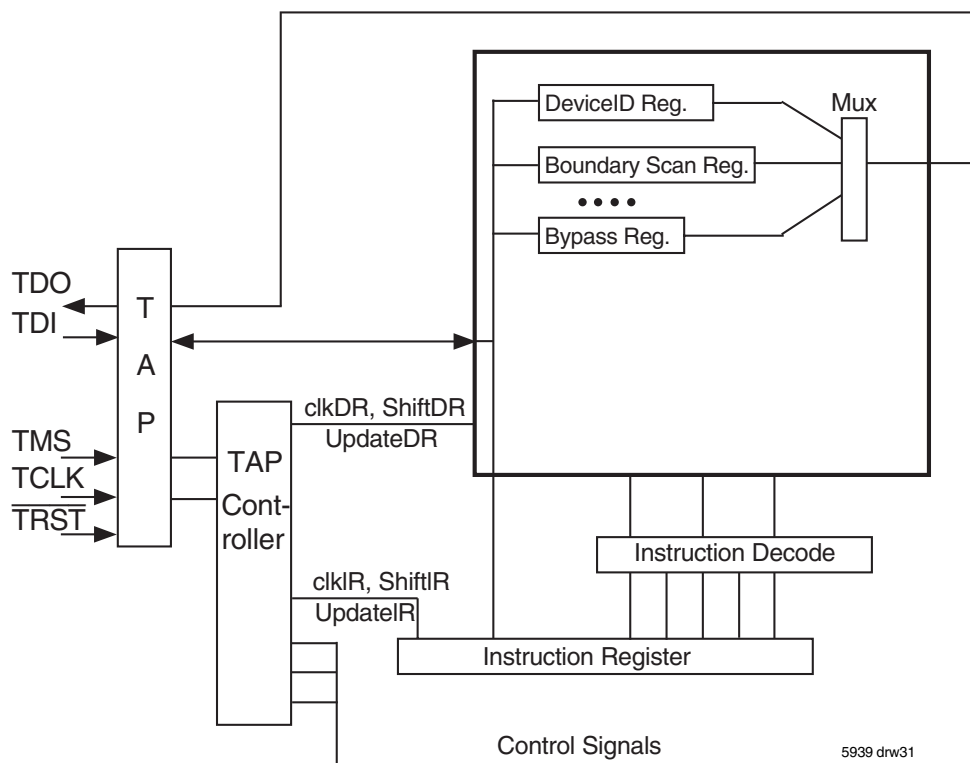 DeviceID Reg.
Mux
Boundary Scan Reg.
Bypass Reg.
TDO
TDI
TMS
TCLK
TRST
T
A
P
TAP
Cont-
roller
clkDR, ShiftDR
UpdateDR
clkIR, ShiftIR
UpdateIR
Instruction Decode
Instruction Register
Control Signals
5939 drw31